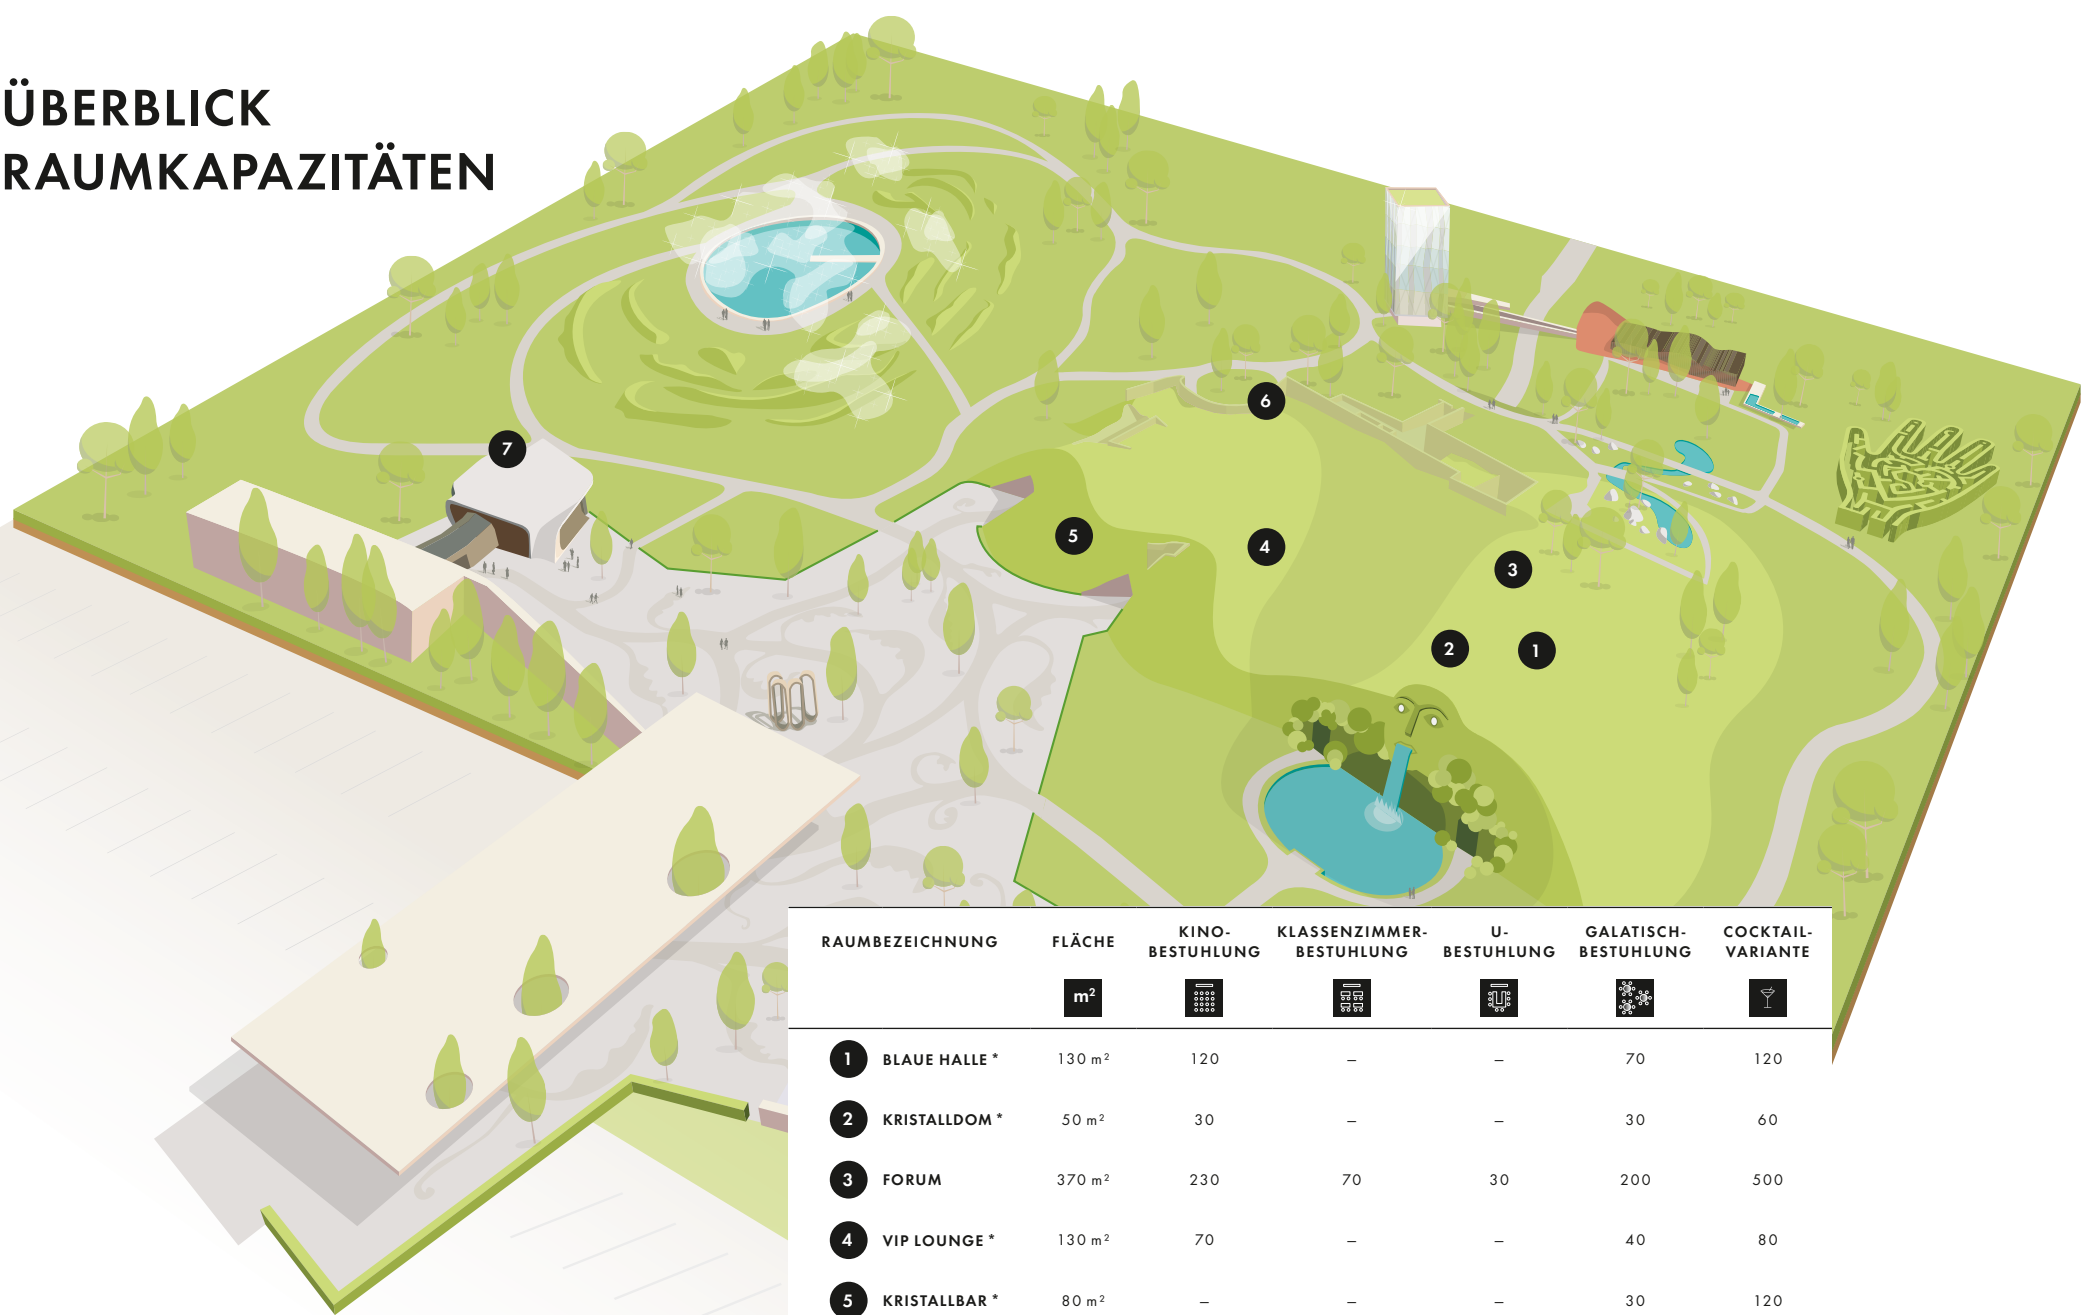 ÜBERBLICK
RAUMKAPAZITÄTEN
7
6
5
4
3
2
1
RAUMBEZEICHNUNG FLÄCHE KINO-BESTUHLUNG KLASSENZIMMER-BESTUHLUNG U-BESTUHLUNG GALATISCH-BESTUHLUNG COCKTAIL-VARIANTE
m²
1 BLAUE HALLE * 130 m² 120 – – 70 120
2 KRISTALLDOM * 50 m² 30 – – 30 60
3 FORUM 370 m² 230 70 30 200 500
4 VIP LOUNGE * 130 m² 70 – – 40 80
5 KRISTALLBAR * 80 m² – – – 30 120